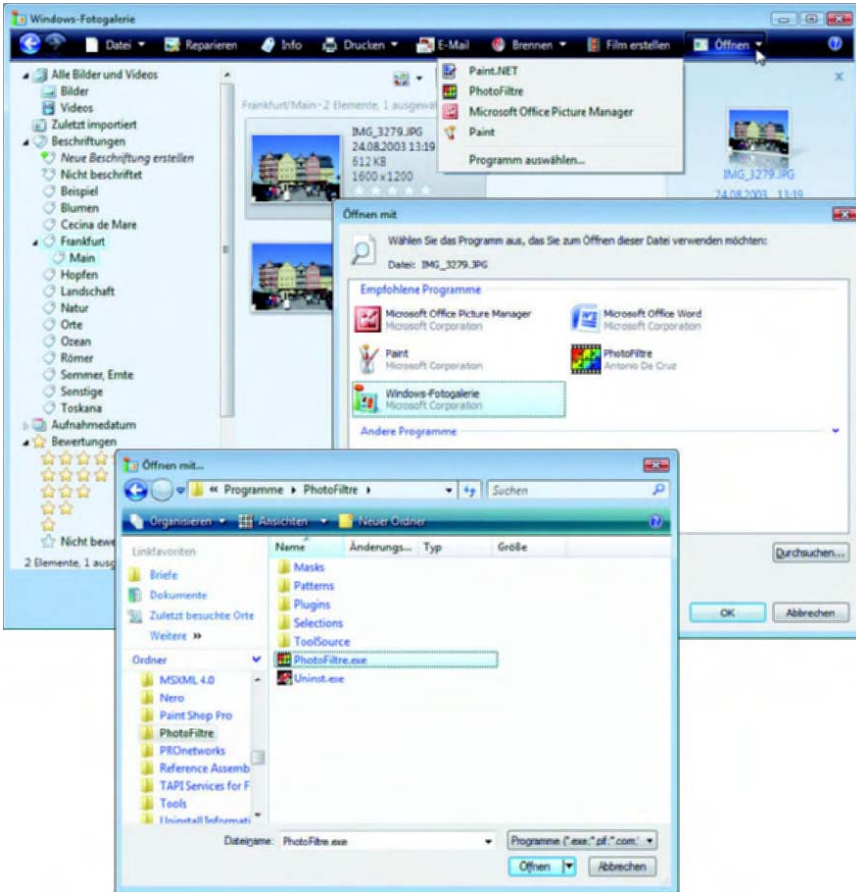 Windows-Fotogalerie
Datei Reparieren Info Drucken E-Mail Brennen Film erstellen Öffnen
Alle Bilder und Videos
Bilder
Videos
Zuletzt importiert
Beschriftungen
Neue Beschriftung erstellen
Nicht beschriftet
Beispiel
Blumen
Cecina de Mare
Frankfurt
Main
Hopfen
Landschaft
Natur
Orte
Ozean
Römer
Sommer, Ernte
Sonstige
Toskana
Aufnahmedatum
Bewertungen
Nicht bewe
2 Elemente, 1 ausg
Frankfurt/Main - 2 Elemente, 1 ausgewäh
IMG_3279.JPG
24.08.2003 13:19
612 KB
1600 x 1200
Paint.NET
PhotoFiltre
Microsoft Office Picture Manager
Paint
Programm auswählen...
IMG_3279.JPG
24.08.2003 13:19
Öffnen mit
Wählen Sie das Programm aus, das Sie zum Öffnen dieser Datei verwenden möchten:
Datei: IMG_3279.JPG
Empfohlene Programme
Microsoft Office Picture Manager
Microsoft Corporation
Microsoft Office Word
Microsoft Corporation
Paint
Microsoft Corporation
PhotoFiltre
Antonio De Cruz
Windows-Fotogalerie
Microsoft Corporation
Andere Programme
Durchsuchen...
OK Abbrechen
Öffnen mit...
« Programme PhotoFiltre
Suchen
Organisieren Ansichten Neuer Ordner
Linkfavoriten
Briefe
Dokumente
Zuletzt besuchte Orte
Weitere »
Ordner
MSXML 4.0
Nero
Paint Shop Pro
PhotoFiltre
PROnetworks
Reference Assemb
TAPI Services for F
Tools
Uninstall Informati
Name Änderungs... Typ Größe
Masks
Patterns
Plugins
Selections
ToolSource
PhotoFiltre.exe
Uninst.exe
Dateiname: PhotoFiltre.exe
Programme (*.exe;*.pif;*.com;*
Öffnen Abbrechen